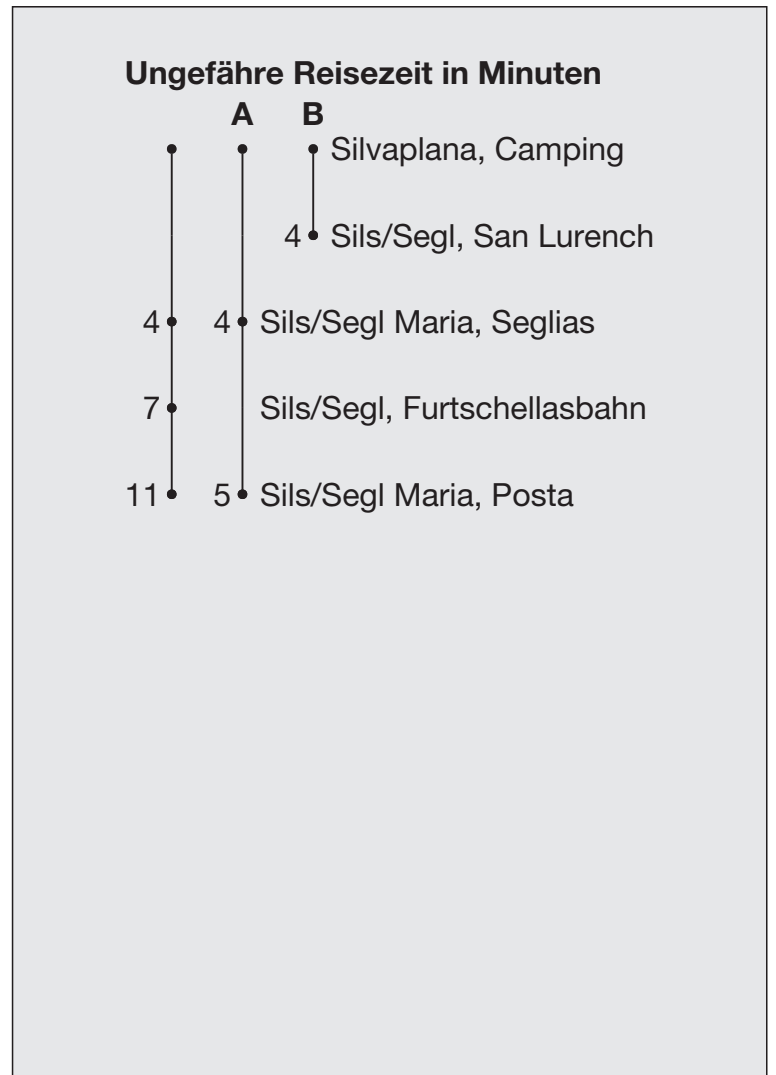 Ungefähre Reisezeit in Minuten
A B
Silvaplana, Camping
4 Sils/Segl, San Lurench
4 4 Sils/Segl Maria, Seglias
7 Sils/Segl, Furtschellasbahn
11 5 Sils/Segl Maria, Posta